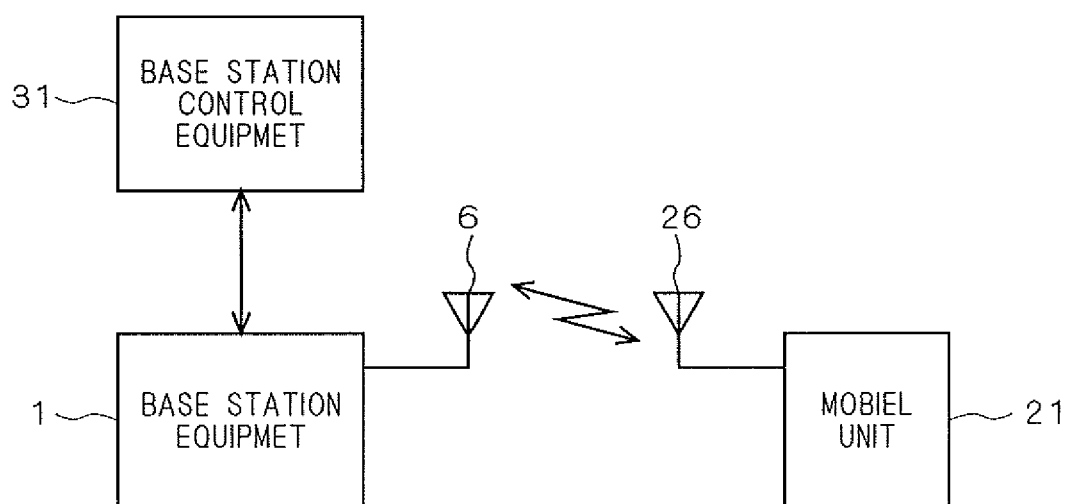 BASE STATION
CONTROL
EQUIPMET
31
6
26
1
BASE STATION
EQUIPMET
MOBIEL
UNIT
21